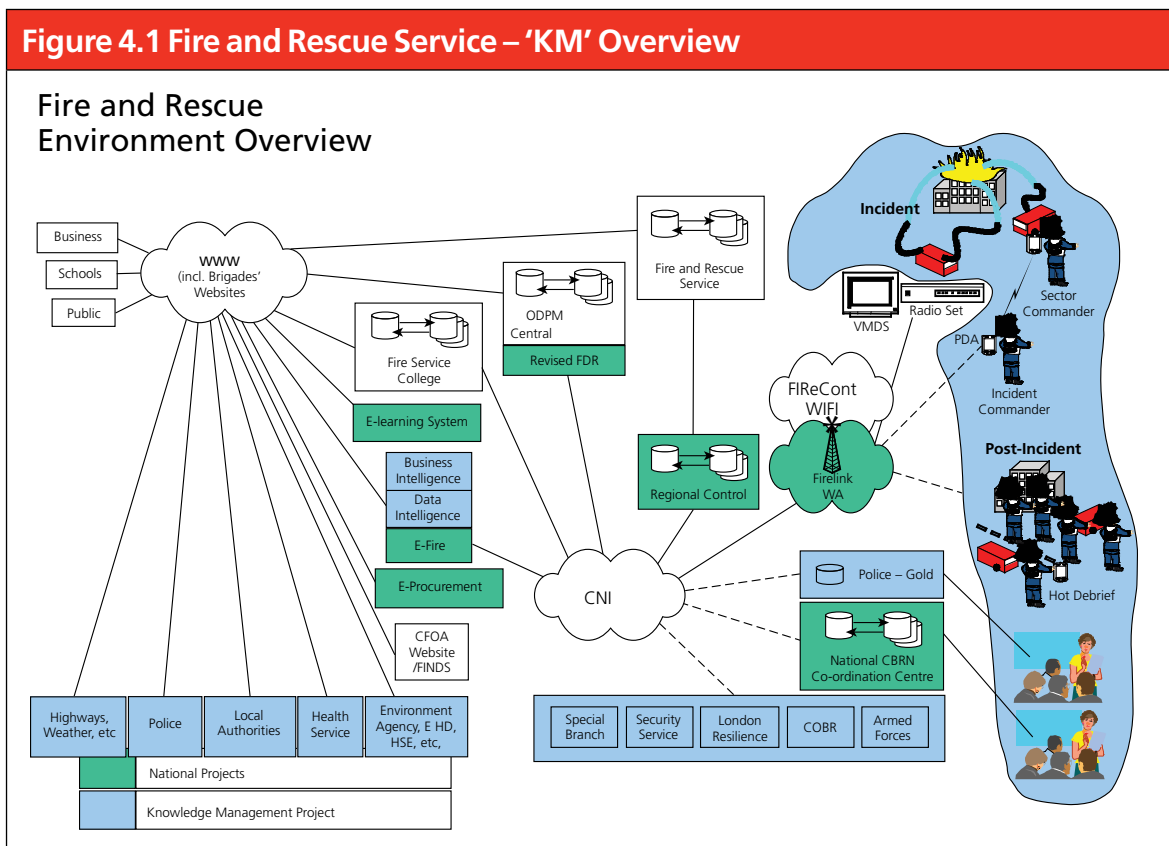 Figure 4.1 Fire and Rescue Service – ‘KM’ Overview
Fire and Rescue
Environment Overview
Business
Schools
Public
WWW
(incl. Brigades’
Websites)
Fire Service
College
ODPM
Central
Revised FDR
Fire and Rescue
Service
Incident
VMDS
Radio Set
Sector
Commander
PDA
Incident
Commander
FIReCont
WIFI
Firelink
WA
Regional Control
E-learning System
Business
Intelligence
Data
Intelligence
E-Fire
E-Procurement
CFOA
Website
/FINDS
CNI
Post-Incident
Hot Debrief
Police – Gold
National CBRN
Co-ordination Centre
Special
Branch
Security
Service
London
Resilience
COBR
Armed
Forces
Highways,
Weather, etc
Police
Local
Authorities
Health
Service
Environment
Agency, E HD,
HSE, etc,
National Projects
Knowledge Management Project